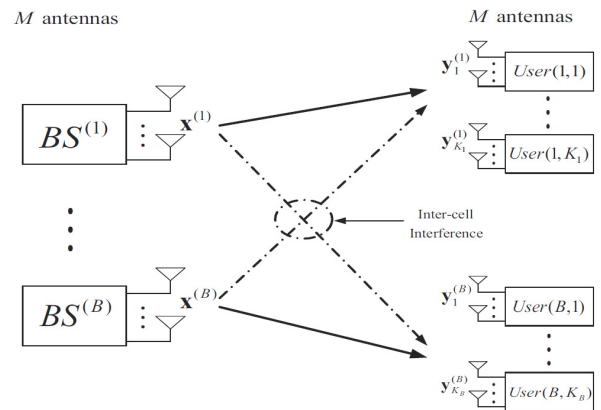 M antennas
M antennas
BS^{(1)}
x^{(1)}
y_1^{(1)}
User(1,1)
y_{K_1}^{(1)}
User(1, K_1)
Inter-cell
Interference
BS^{(B)}
x^{(B)}
y_1^{(B)}
User(B,1)
y_{K_B}^{(B)}
User(B, K_B)